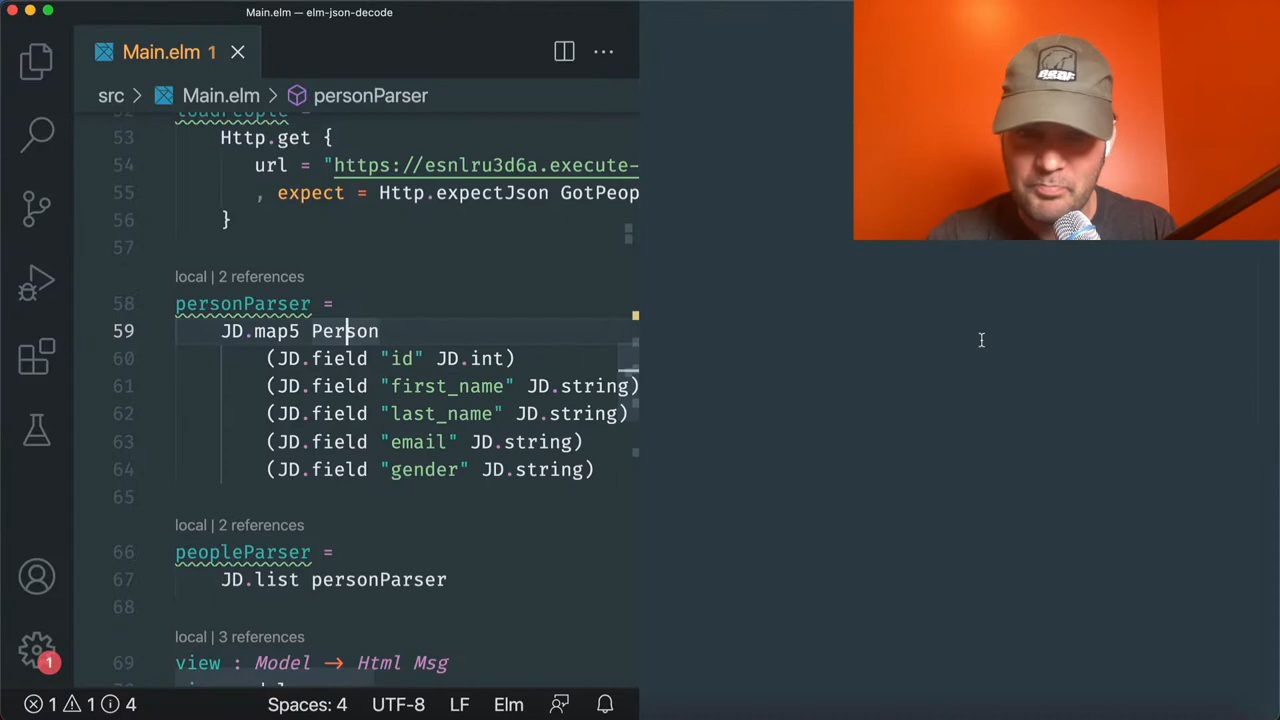 Main.elm — elm-json-decode
Main.elm 1
src > Main.elm > personParser
loadPeople =
53 Http.get {
54 url = "https://esnlru3d6a.execute-
55 , expect = Http.expectJson GotPeop
56 }
57
local | 2 references
58 personParser =
59 JD.map5 Person
60 (JD.field "id" JD.int)
61 (JD.field "first_name" JD.string)
62 (JD.field "last_name" JD.string)
63 (JD.field "email" JD.string)
64 (JD.field "gender" JD.string)
65
local | 2 references
66 peopleParser =
67 JD.list personParser
68
local | 3 references
69 view : Model → Html Msg
1
1 1 4 Spaces: 4 UTF-8 LF Elm